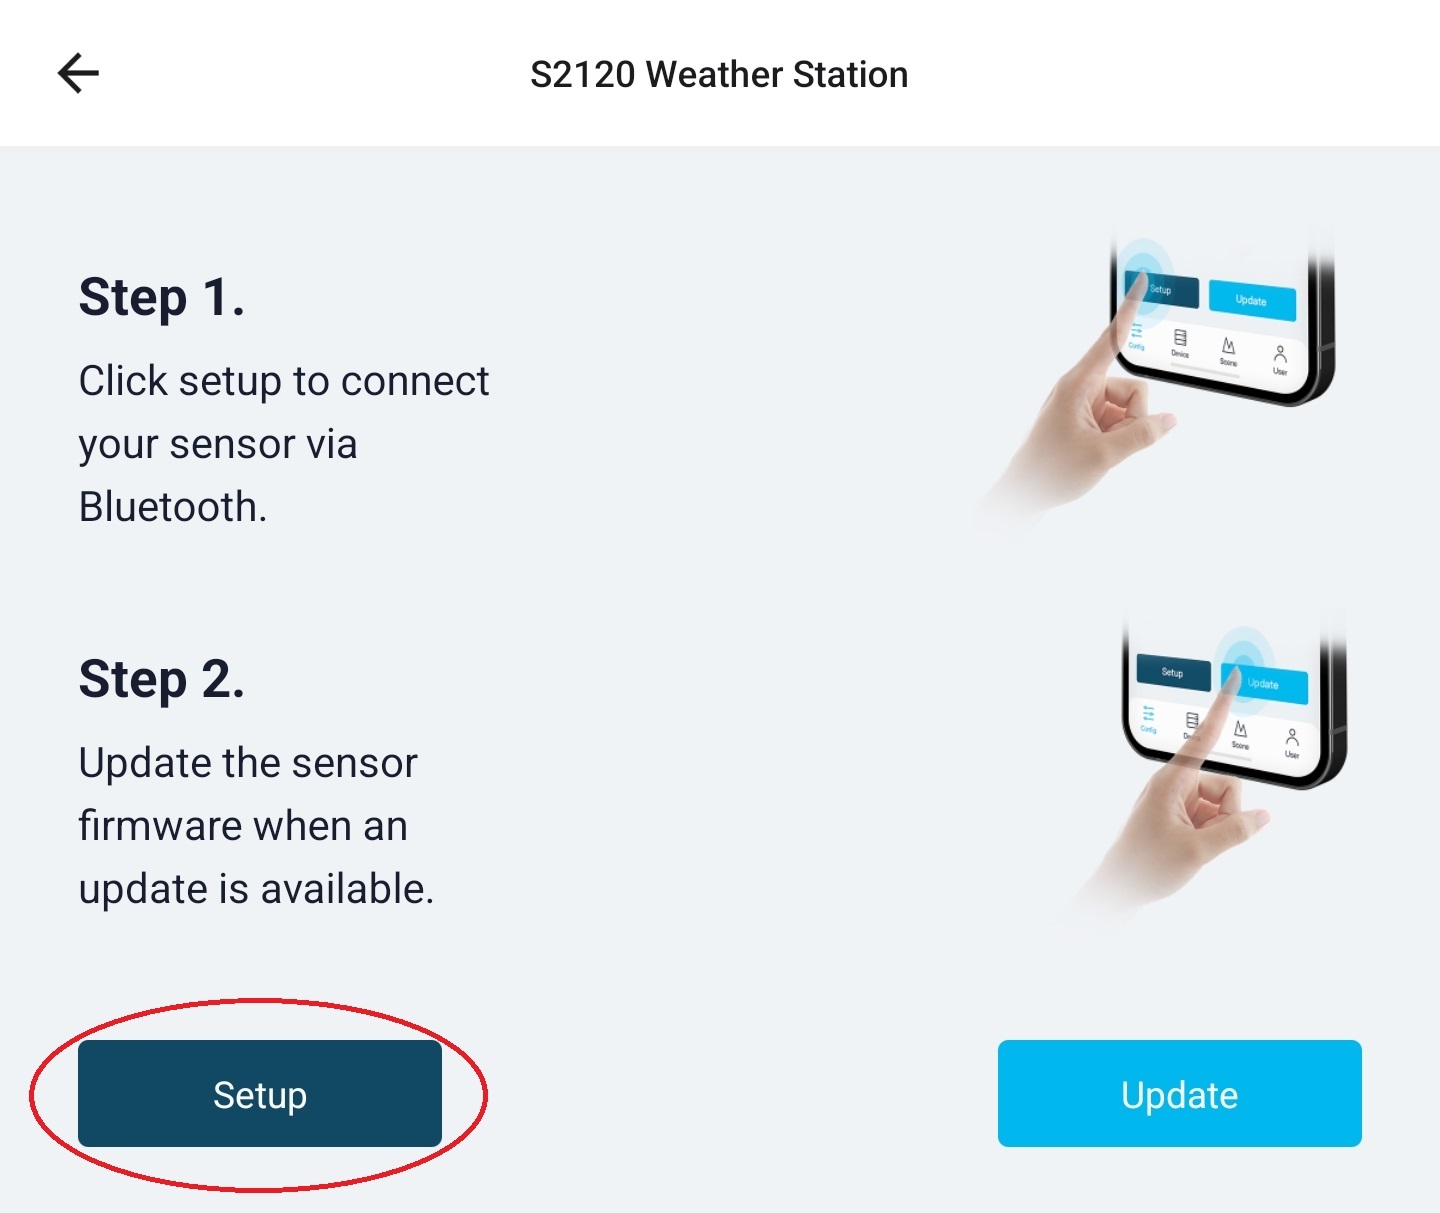 S2120 Weather Station
Step 1.
Click setup to connect
your sensor via
Bluetooth.
Setup
Update
Config
Device
Scene
User
Step 2.
Update the sensor
firmware when an
update is available.
Setup
Update
Config
Scene
User
Setup
Update